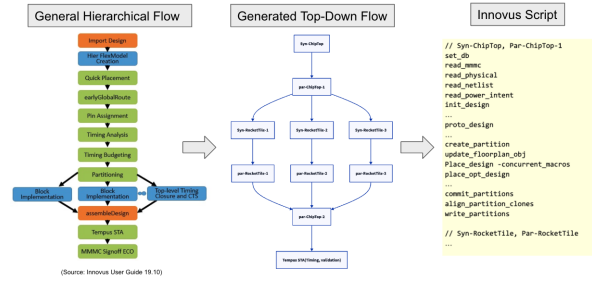 General Hierarchical Flow
Import Design
Hier FlexModel
Creation
Quick Placement
earlyGlobalRoute
Pin Assignment
Timing Analysis
Timing Budgeting
Partitioning
Block
Implementation
Block
Implementation
Top-level Timing
Closure and CTS
assembleDesign
Tempus STA
MMMC Signoff ECO
(Source: Innovus User Guide 19.10)
Generated Top-Down Flow
Syn-ChipTop
par-ChipTop-1
Syn-RocketTile-1
Syn-RocketTile-2
Syn-RocketTile-3
par-RocketTile-1
par-RocketTile-2
par-RocketTile-3
par-ChipTop-2
Tempus STA(Timing, validation)
Innovus Script
// Syn-ChipTop, Par-ChipTop-1
set_db
read_mmmc
read_physical
read_netlist
read_power_intent
init_design
...
proto_design
...
create_partition
update_floorplan_obj
Place_design -concurrent_macros
place_opt_design
...
commit_partitions
align_partition_clones
write_partitions
// Syn-RocketTile, Par-RocketTile
...